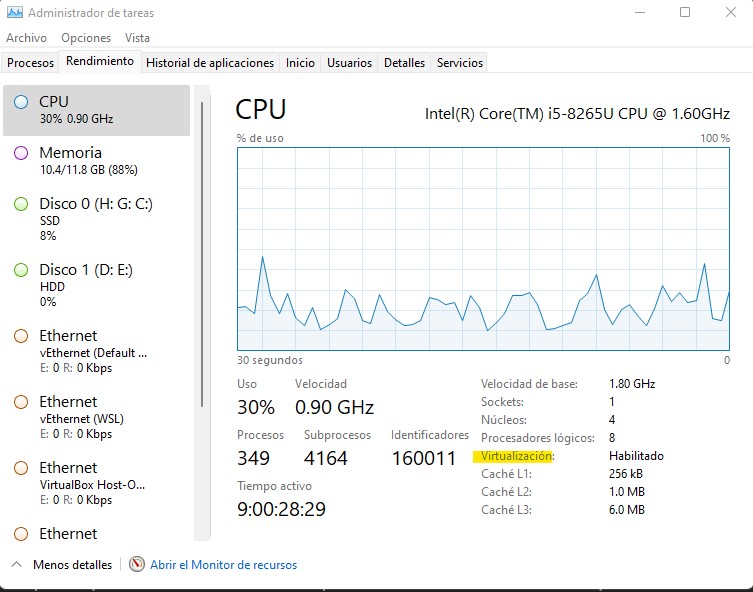 Administrador de tareas
Archivo Opciones Vista
Procesos Rendimiento Historial de aplicaciones Inicio Usuarios Detalles Servicios
CPU
30% 0.90 GHz
Memoria
10.4/11.8 GB (88%)
Disco 0 (H: G: C:)
SSD
8%
Disco 1 (D: E:)
HDD
0%
Ethernet
vEthernet (Default ...
E: 0 R: 0 Kbps
Ethernet
vEthernet (WSL)
E: 0 R: 0 Kbps
Ethernet
VirtualBox Host-O...
E: 0 R: 0 Kbps
Ethernet
CPU
Intel(R) Core(TM) i5-8265U CPU @ 1.60GHz
% de uso 100 %
30 segundos 0
Uso Velocidad
30% 0.90 GHz
Procesos Subprocesos Identificadores
349 4164 160011
Tiempo activo
9:00:28:29
Velocidad de base: 1.80 GHz
Sockets: 1
Núcleos: 4
Procesadores lógicos: 8
Virtualización: Habilitado
Caché L1: 256 kB
Caché L2: 1.0 MB
Caché L3: 6.0 MB
Menos detalles Abrir el Monitor de recursos